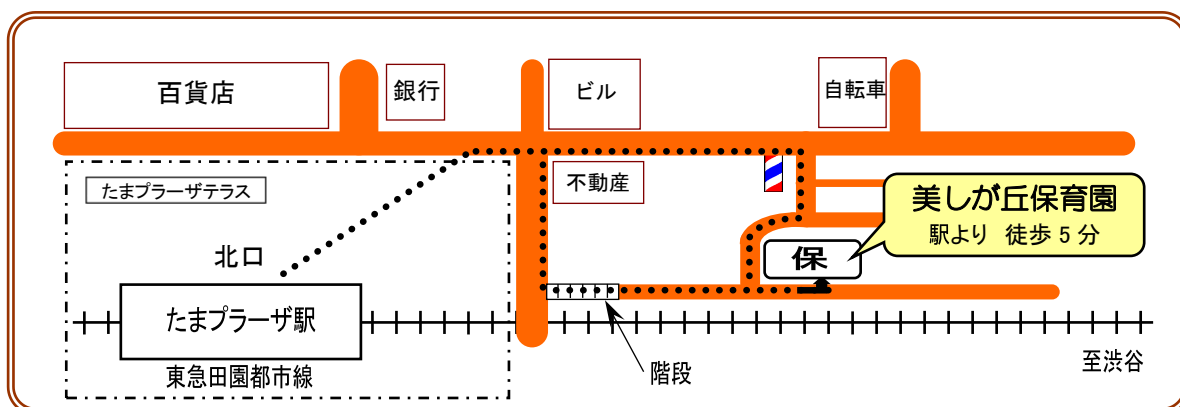 百貨店
銀行
ビル
自転車
たまプラーザテラス
不動産
美しが丘保育園
駅より 徒歩5分
北口
保
たまプラーザ駅
東急田園都市線
階段
至渋谷